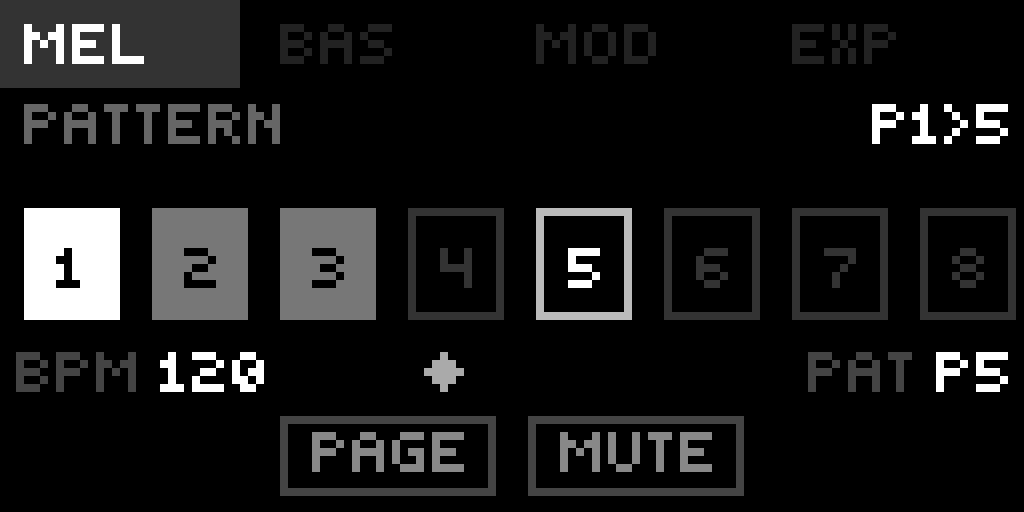 MEL BAS MOD EXP
PATTERN P1>5
1 2 3 4 5 6 7 8
BPM 120 PAT P5
PAGE MUTE